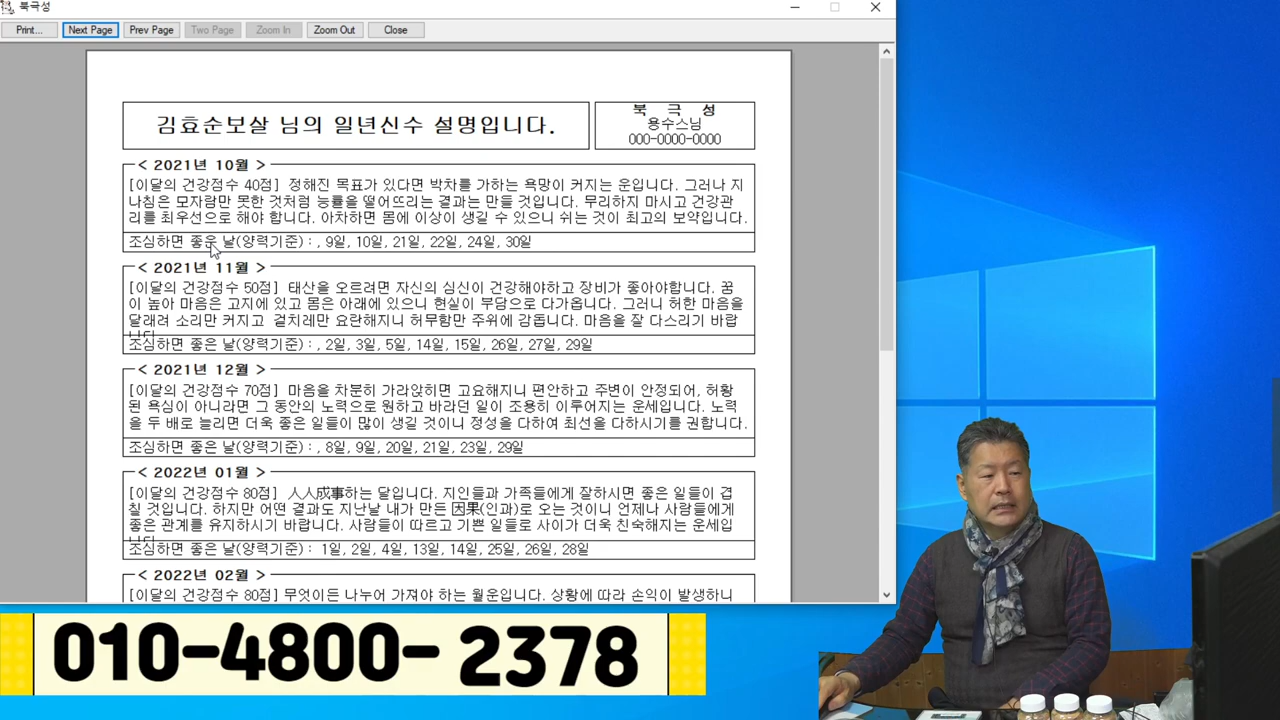 북극성
Print...
Next Page
Prev Page
Two Page
Zoom In
Zoom Out
Close
김효순보살 님의 일년신수 설명입니다.
북 극 성
용수스님
000-0000-0000
< 2021년 10월 >
[이달의 건강점수 40점] 정해진 목표가 있다면 박차를 가하는 욕망이 커지는 운입니다. 그러나 지
나침은 모자람만 못한 것처럼 능률을 떨어뜨리는 결과는 만들 것입니다. 무리하지 마시고 건강관
리를 최우선으로 해야 합니다. 아차하면 몸에 이상이 생길 수 있으니 쉬는 것이 최고의 보약입니다.
조심하면 좋은 날(양력기준) : , 9일, 10일, 21일, 22일, 24일, 30일
< 2021년 11월 >
[이달의 건강점수 50점] 태산을 오르려면 자신의 심신이 건강해야하고 장비가 좋아야합니다. 꿈
이 높아 마음은 고지에 있고 몸은 아래에 있으니 현실이 부담으로 다가옵니다. 그러니 허한 마음을
달래려 소리만 커지고 겉치레만 요란해지니 허무함만 주위에 감돕니다. 마음을 잘 다스리기 바랍
니다.
조심하면 좋은 날(양력기준) : , 2일, 3일, 5일, 14일, 15일, 26일, 27일, 29일
< 2021년 12월 >
[이달의 건강점수 70점] 마음을 차분히 가라앉히면 고요해지니 편안하고 주변이 안정되어, 허황
된 욕심이 아니라면 그 동안의 노력으로 원하고 바라던 일이 조용히 이루어지는 운세입니다. 노력
을 두 배로 늘리면 더욱 좋은 일들이 많이 생길 것이니 정성을 다하여 최선을 다하시기를 권합니다.
조심하면 좋은 날(양력기준) : , 8일, 9일, 20일, 21일, 23일, 29일
< 2022년 01월 >
[이달의 건강점수 80점] 人人成事하는 달입니다. 지인들과 가족들에게 잘하시면 좋은 일들이 겹
칠 것입니다. 하지만 어떤 결과도 지난날 내가 만든 因果(인과)로 오는 것이니 언제나 사람들에게
좋은 관계를 유지하시기 바랍니다. 사람들이 따르고 기쁜 일들로 사이가 더욱 친숙해지는 운세입
니다.
조심하면 좋은 날(양력기준) : 1일, 2일, 4일, 13일, 14일, 25일, 26일, 28일
< 2022년 02월 >
[이달의 건강점수 80점] 무엇이든 나누어 가져야 하는 월운입니다. 상황에 따라 손익이 발생하니
010-4800-2378